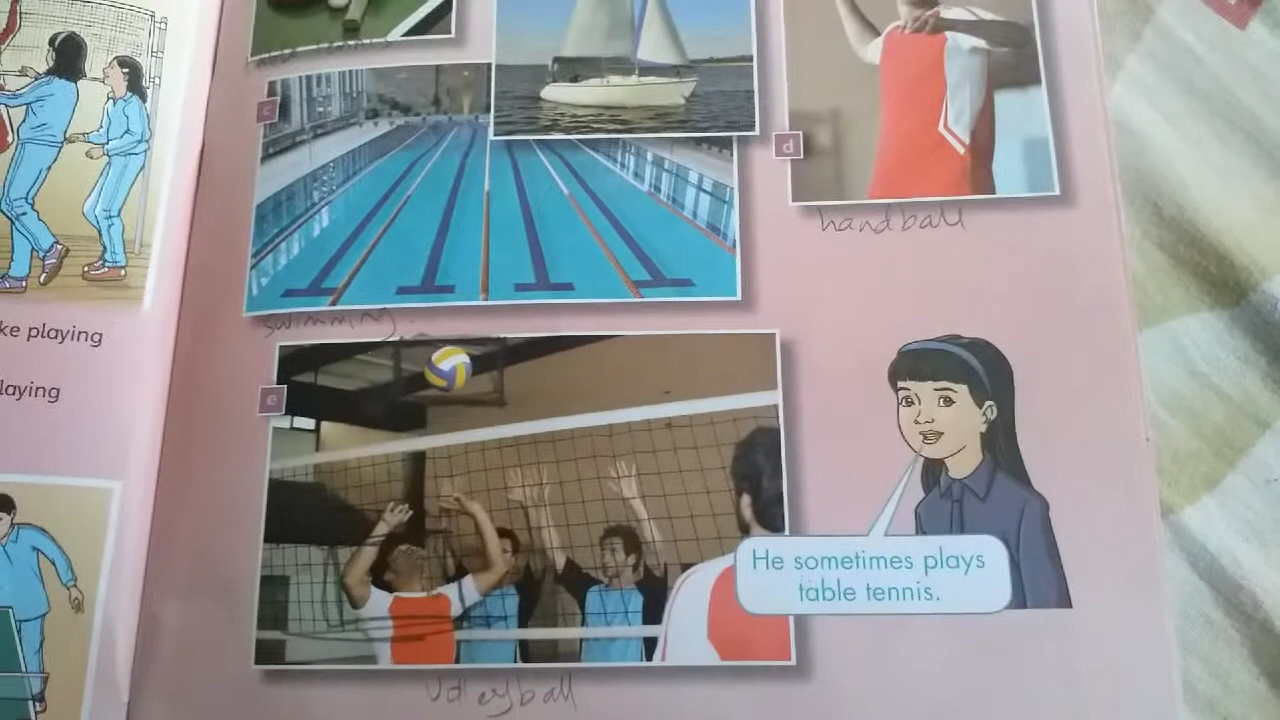 ke playing
laying
c
swimming.
d
handball
e
volleyball
He sometimes plays
table tennis.